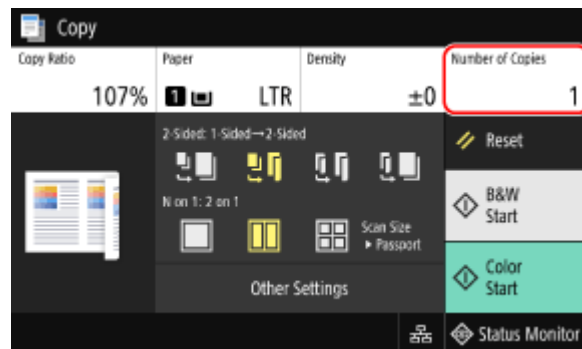 Copy
Copy Ratio
107%
Paper
1 LTR
Density
±0
Number of Copies
1
2-Sided: 1-Sided→2-Sided
N on 1: 2 on 1
Scan Size
▸ Passport
Other Settings
Reset
B&W
Start
Color
Start
Status Monitor